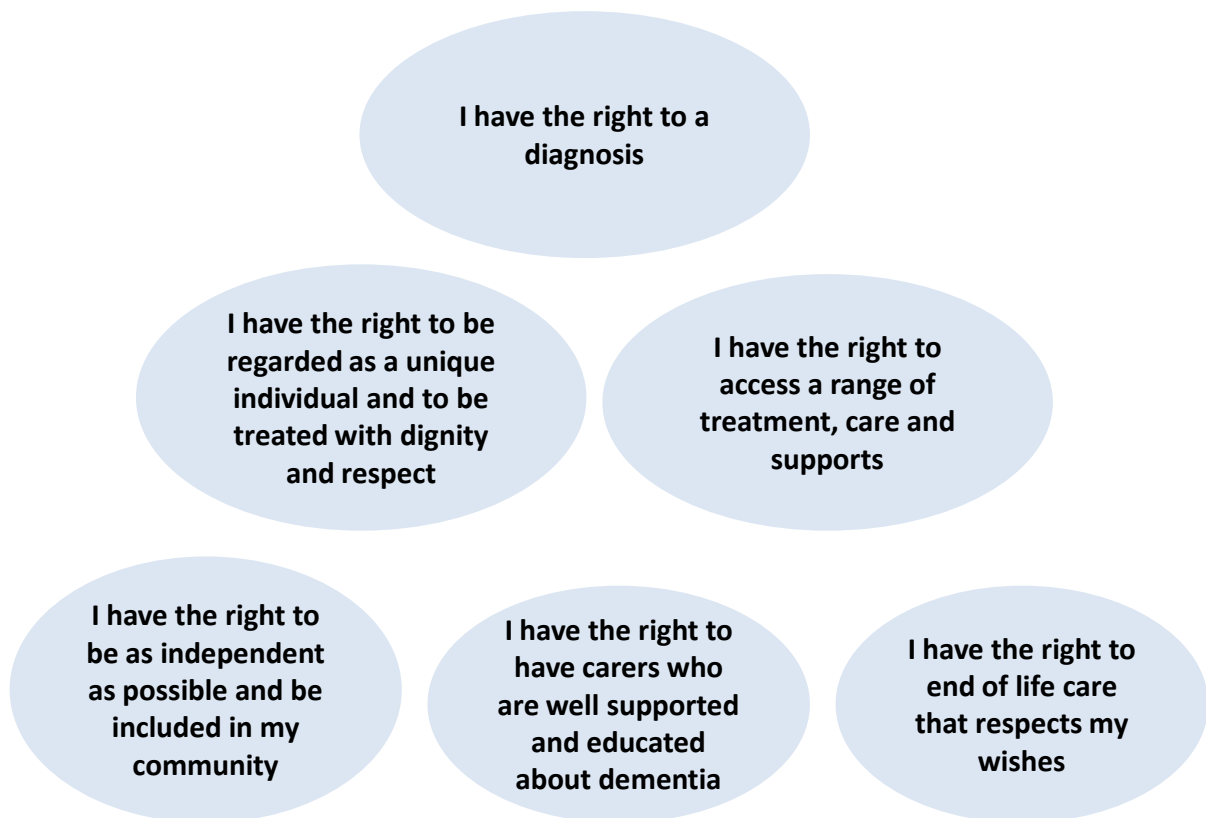 I have the right to a
diagnosis
I have the right to be
regarded as a unique
individual and to be
treated with dignity
and respect
I have the right to
access a range of
treatment, care and
supports
I have the right to
be as independent
as possible and be
included in my
community
I have the right to
have carers who
are well supported
and educated
about dementia
I have the right to
end of life care
that respects my
wishes